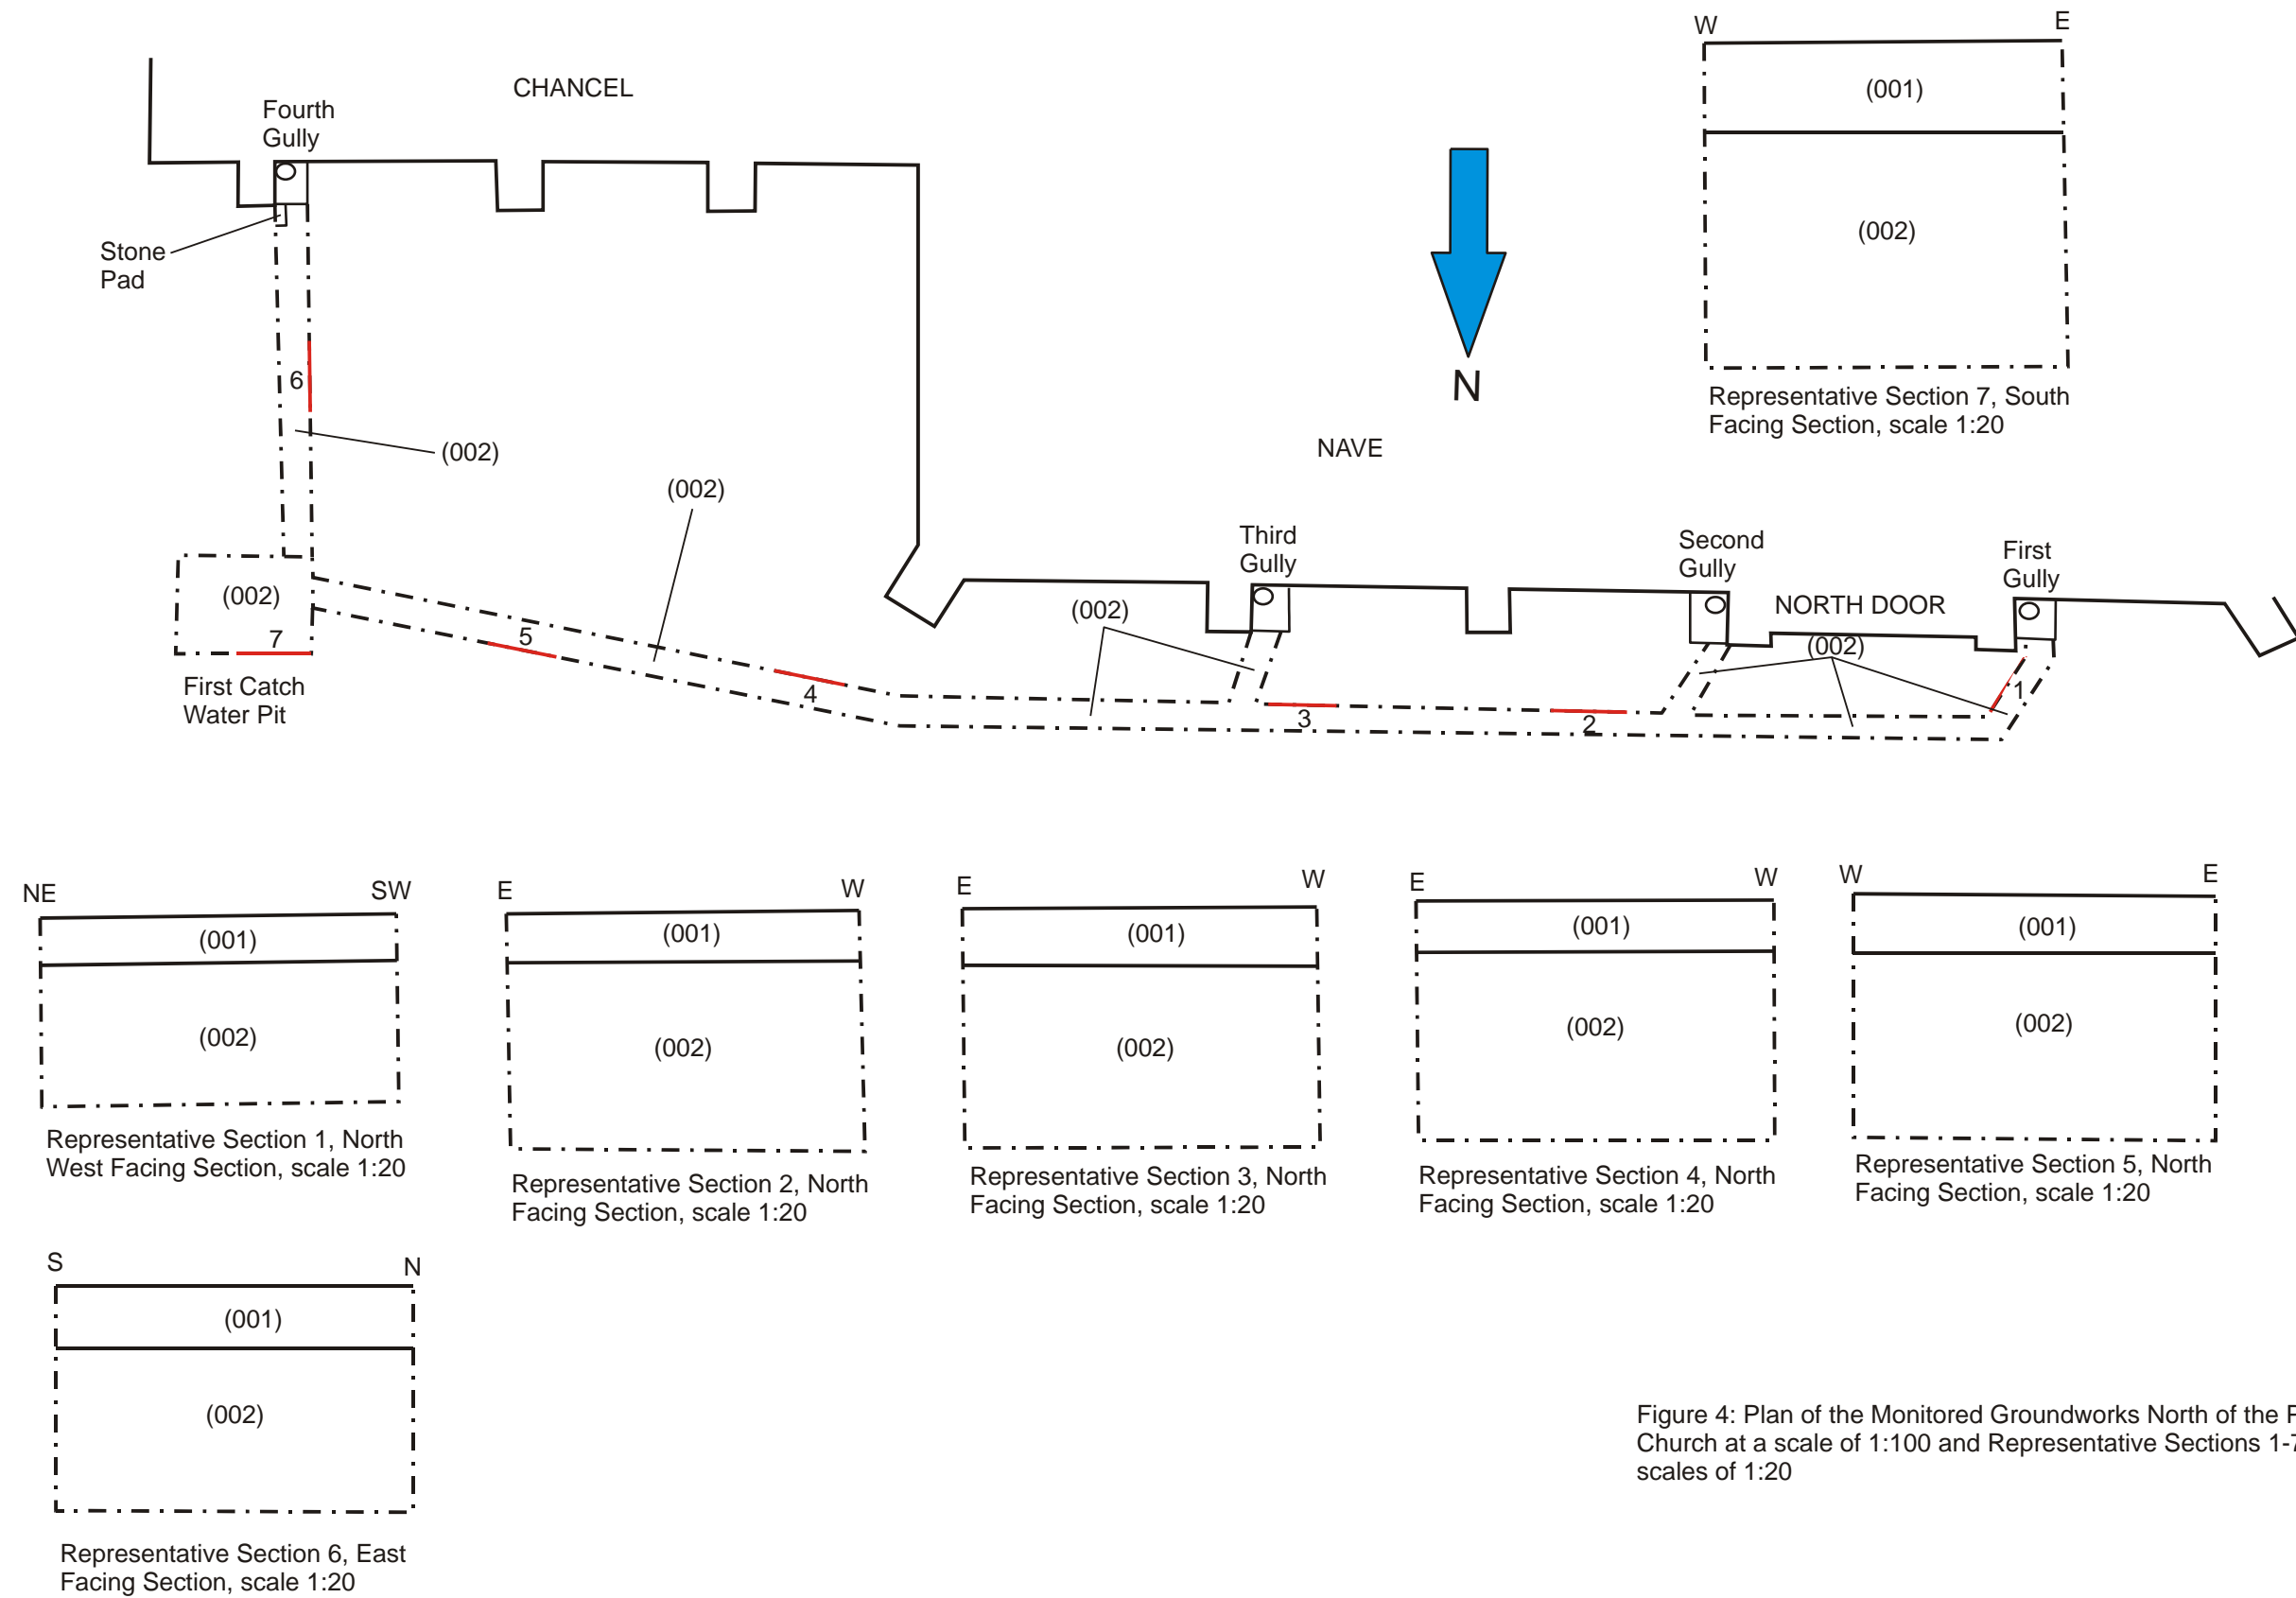 W
E
(001)
(002)
Representative Section 7, South
Facing Section, scale 1:20
CHANCEL
Fourth
Gully
Stone
Pad
6
(002)
(002)
N
NAVE
Third
Gully
Second
Gully
First
Gully
NORTH DOOR
(002)
(002)
(002)
7
5
4
3
2
1
First Catch
Water Pit
NE
SW
(001)
(002)
Representative Section 1, North
West Facing Section, scale 1:20
E
W
(001)
(002)
Representative Section 2, North
Facing Section, scale 1:20
E
W
(001)
(002)
Representative Section 3, North
Facing Section, scale 1:20
E
W
(001)
(002)
Representative Section 4, North
Facing Section, scale 1:20
W
E
(001)
(002)
Representative Section 5, North
Facing Section, scale 1:20
S
N
(001)
(002)
Representative Section 6, East
Facing Section, scale 1:20
Figure 4: Plan of the Monitored Groundworks North of the
Church at a scale of 1:100 and Representative Sections 1-7
scales of 1:20